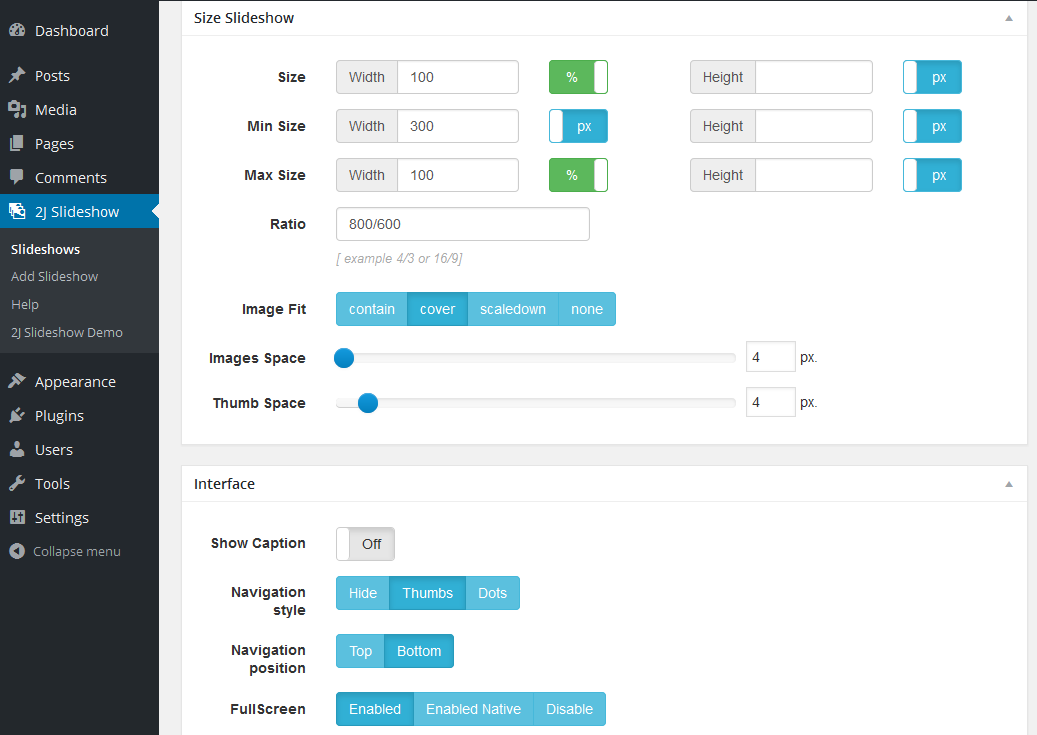 Dashboard
Posts
Media
Pages
Comments
2J Slideshow
Slideshows
Add Slideshow
Help
2J Slideshow Demo
Appearance
Plugins
Users
Tools
Settings
Collapse menu
Size Slideshow
Size Width 100 % Height px
Min Size Width 300 px Height px
Max Size Width 100 % Height px
Ratio 800/600
[ example 4/3 or 16/9]
Image Fit contain cover scaledown none
Images Space 4 px.
Thumb Space 4 px.
Interface
Show Caption Off
Navigation
style
Hide Thumbs Dots
Navigation
position
Top Bottom
FullScreen Enabled Enabled Native Disable